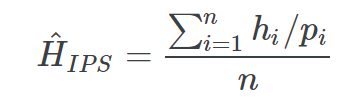 $\hat{H}_{IPS} = \frac{\sum_{i=1}^{n} h_i/p_i}{n}$